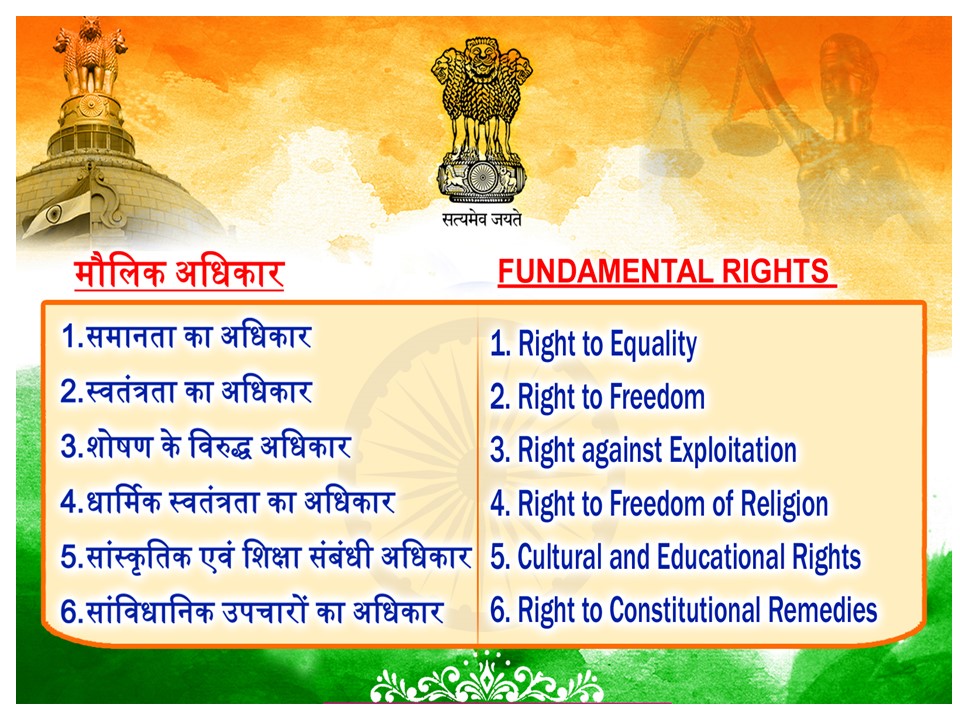 सत्यमेव जयते
मौलिक अधिकार
1.समानता का अधिकार
2.स्वतंत्रता का अधिकार
3.शोषण के विरुद्ध अधिकार
4.धार्मिक स्वतंत्रता का अधिकार
5.सांस्कृतिक एवं शिक्षा संबंधी अधिकार
6.सांविधानिक उपचारों का अधिकार
FUNDAMENTAL RIGHTS
1. Right to Equality
2. Right to Freedom
3. Right against Exploitation
4. Right to Freedom of Religion
5. Cultural and Educational Rights
6. Right to Constitutional Remedies